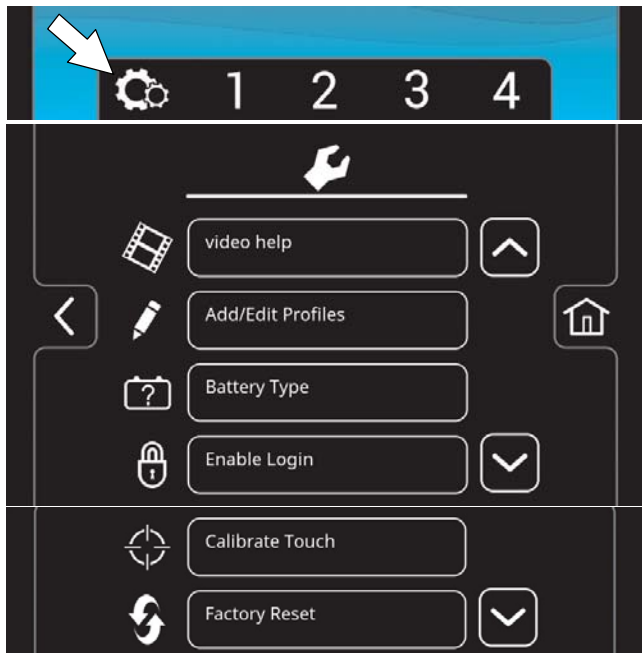 1 2 3 4
video help
Add/Edit Profiles
?
Battery Type
Enable Login
Calibrate Touch
Factory Reset